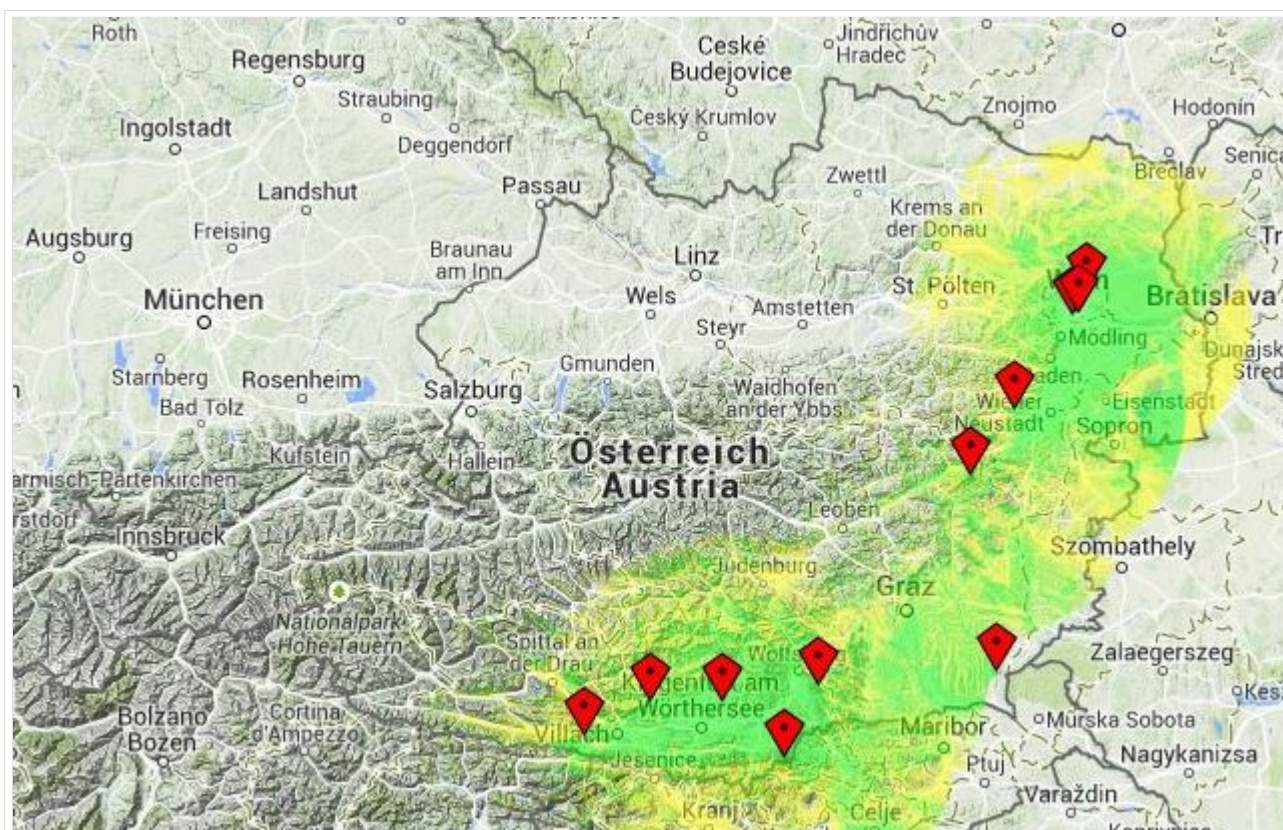 Roth
Regensburg
Straubing
Deggendorf
Ingolstadt
Landshut
Freising
Augsburg
München
Passau
Braunau
am Inn
České
Budejovice
Jindřichův
Hradec
Český Krumlov
Znojmo
Hodonín
Břeclav
Zwettl
Krems an
der Donau
Linz
Wels
Amstetten
Steyr
St. Pölten
Bratislava
Mödling
Starnberg
Rosenheim
Bad Tölz
Salzburg
Gmunden
Waidhofen
an der Ybbs
Wiener
Neustadt
Eisenstadt
Sopron
Kufstein
Hallein
Österreich
Austria
Leoben
Innsbruck
Szombathely
Judenburg
Graz
Nationalpark
Hohe Tauern
Spittal an
der Drau
Zalaegerszeg
Wörthersee
Villach
Bolzano
Bozen
Cortina
d'Ampezzo
Jesenice
Maribor
Murska Sobota
Ptuj
Nagykanizsa
Varaždin
Kranj
Celje